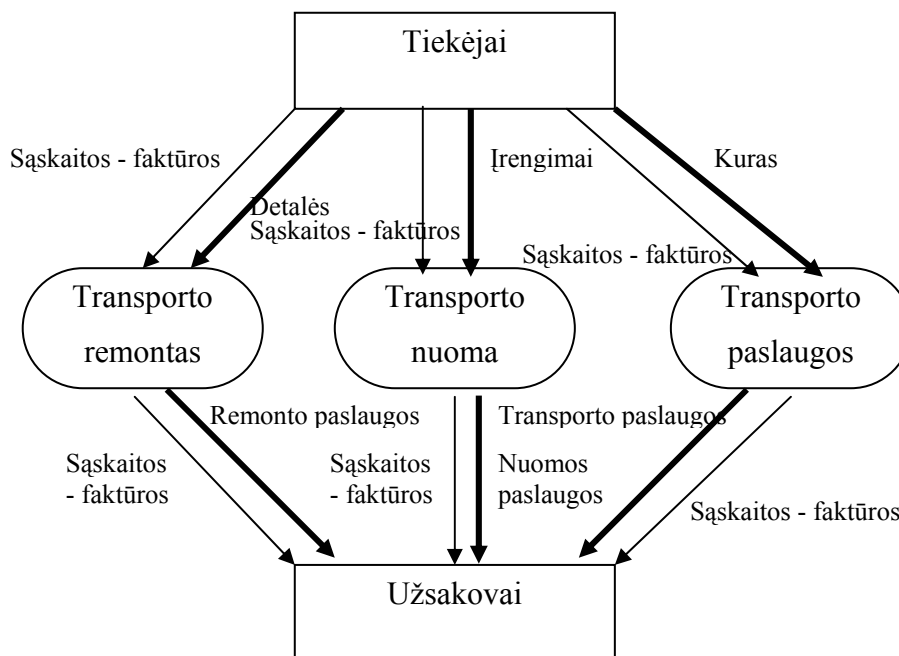 Tiekėjai
Sąskaitos - faktūros
Įrengimai
Kuras
Detalės
Sąskaitos - faktūros
Sąskaitos - faktūros
Transporto
remontas
Transporto
nuoma
Transporto
paslaugos
Remonto paslaugos
Transporto paslaugos
Sąskaitos
- faktūros
Sąskaitos
- faktūros
Nuomos
paslaugos
Sąskaitos - faktūros
Užsakovai